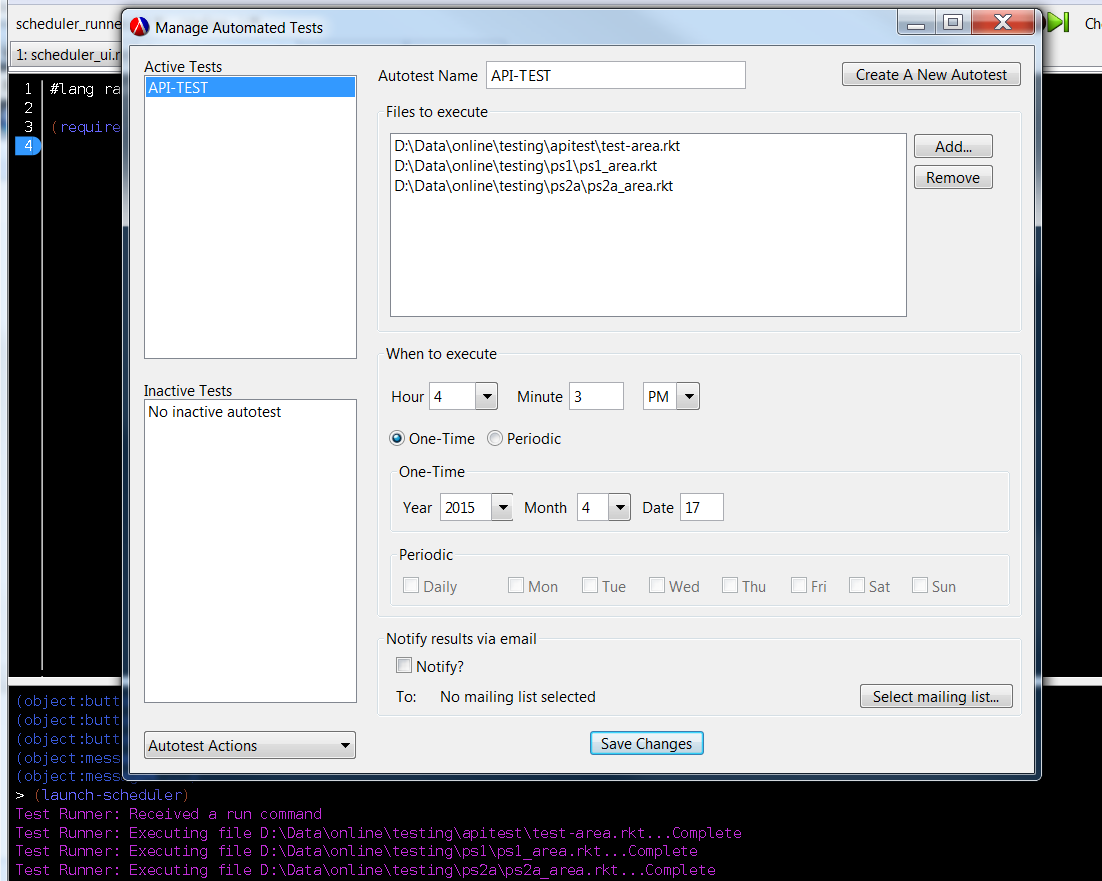 scheduler_runne
Manage Automated Tests
Ch
1: scheduler_ui.r
1 #lang ra
2
3 (require
4
Active Tests
API-TEST
Autotest Name API-TEST Create A New Autotest
Files to execute
D:\Data\online\testing\apitest\test-area.rkt
D:\Data\online\testing\ps1\ps1_area.rkt
D:\Data\online\testing\ps2a\ps2a_area.rkt
Add...
Remove
When to execute
Hour 4 Minute 3 PM
One-Time Periodic
One-Time
Year 2015 Month 4 Date 17
Periodic
Daily Mon Tue Wed Thu Fri Sat Sun
Inactive Tests
No inactive autotest
Notify results via email
Notify?
To: No mailing list selected Select mailing list...
Autotest Actions
Save Changes
(object:butt
(object:butt
(object:butt
(object:mess
(object:mess
> (launch-scheduler)
Test Runner: Received a run command
Test Runner: Executing file D:\Data\online\testing\apitest\test-area.rkt...Complete
Test Runner: Executing file D:\Data\online\testing\ps1\ps1_area.rkt...Complete
Test Runner: Executing file D:\Data\online\testing\ps2a\ps2a_area.rkt...Complete